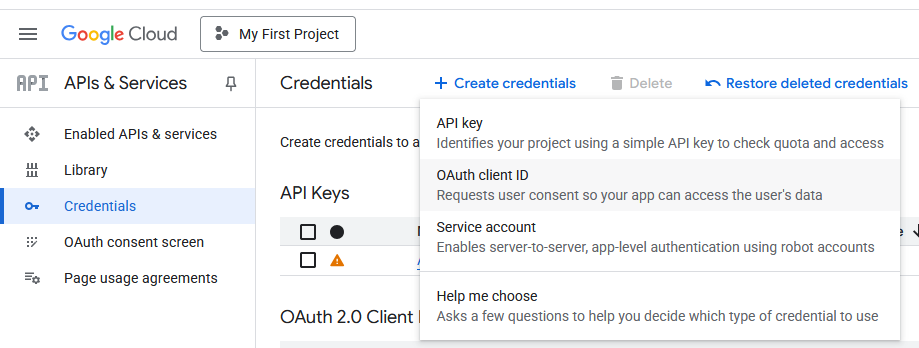 Google Cloud
My First Project
API APIs & Services
Credentials
Create credentials
Delete
Restore deleted credentials
Enabled APIs & services
Library
Credentials
OAuth consent screen
Page usage agreements
Create credentials to a
API Keys
OAuth 2.0 Client
API key
Identifies your project using a simple API key to check quota and access
OAuth client ID
Requests user consent so your app can access the user's data
Service account
Enables server-to-server, app-level authentication using robot accounts
Help me choose
Asks a few questions to help you decide which type of credential to use